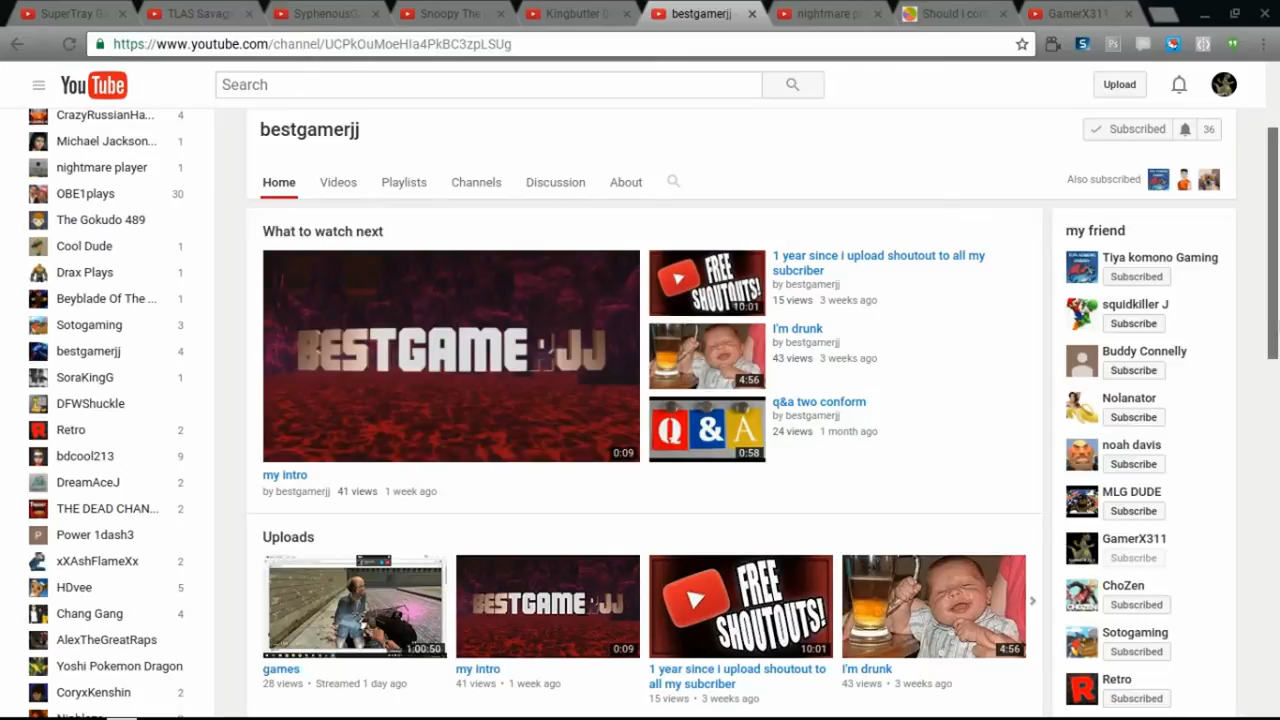 SuperTray G
TLAS Savage
SyphenousG
Snoopy The
Kingbutter D
bestgamerjj
nightmare p
Should I con
GamerX311
https://www.youtube.com/channel/UCPkOuMoeHIa4PkBC3zpLSUg
YouTube
Search
Upload
CrazyRussianHa... 4
Michael Jackson... 1
nightmare player 1
OBE1plays 30
The Gokudo 489
Cool Dude 1
Drax Plays 1
Beyblade Of The ... 1
Sotogaming 3
bestgamerjj 4
SoraKingG 1
DFWShuckle
Retro 2
bdcool213 9
DreamAceJ 2
THE DEAD CHAN... 2
P Power 1dash3
xXAshFlameXx 2
HDvee 2
Chang Gang 4
AlexTheGreatRaps
Yoshi Pokemon Dragon
CoryxKenshin 2
bestgamerjj
Subscribed 36
Home Videos Playlists Channels Discussion About
Also subscribed
What to watch next
BESTGAMERJJ
0:09
my intro
by bestgamerjj 41 views 1 week ago
FREE
SHOUTOUTS!
10:01
1 year since i upload shoutout to all my
subcriber
by bestgamerjj
15 views 3 weeks ago
4:56
I'm drunk
by bestgamerjj
43 views 3 weeks ago
Q & A
0:58
q&a two conform
by bestgamerjj
24 views 1 month ago
Uploads
1:00:50
games
28 views • Streamed 1 day ago
BESTGAMERJJ
0:09
my intro
41 views • 1 week ago
FREE
SHOUTOUTS!
10:01
1 year since i upload shoutout to
all my subcriber
15 views • 3 weeks ago
4:56
I'm drunk
43 views • 3 weeks ago
my friend
Tiya komono Gaming
Subscribed
squidkiller J
Subscribe
Buddy Connelly
Subscribe
Nolanator
Subscribe
noah davis
Subscribe
MLG DUDE
Subscribe
GamerX311
Subscribe
ChoZen
Subscribed
Sotogaming
Subscribed
R Retro
Subscribed